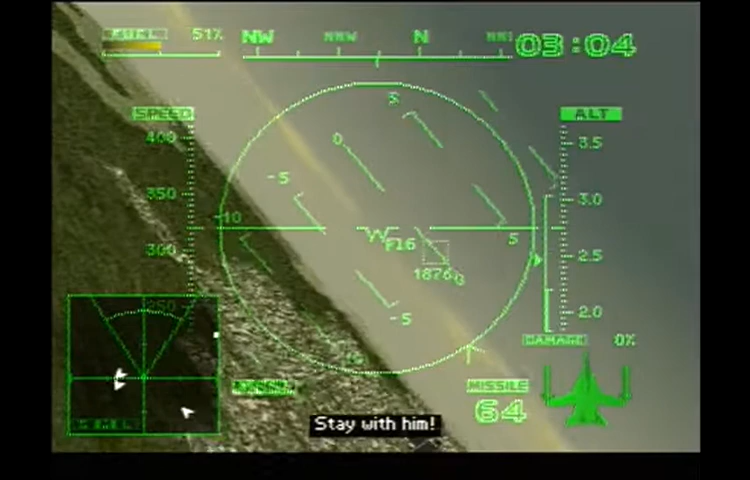 FUEL 51% NW NNW N 03:04
SPEED ALT
5
400 0 3.5
350 -5 3.0
-10 5
300 F16 2.5
1876
250 -5 2.0
DAMAGE 0%
MISSILE
64
Stay with him!